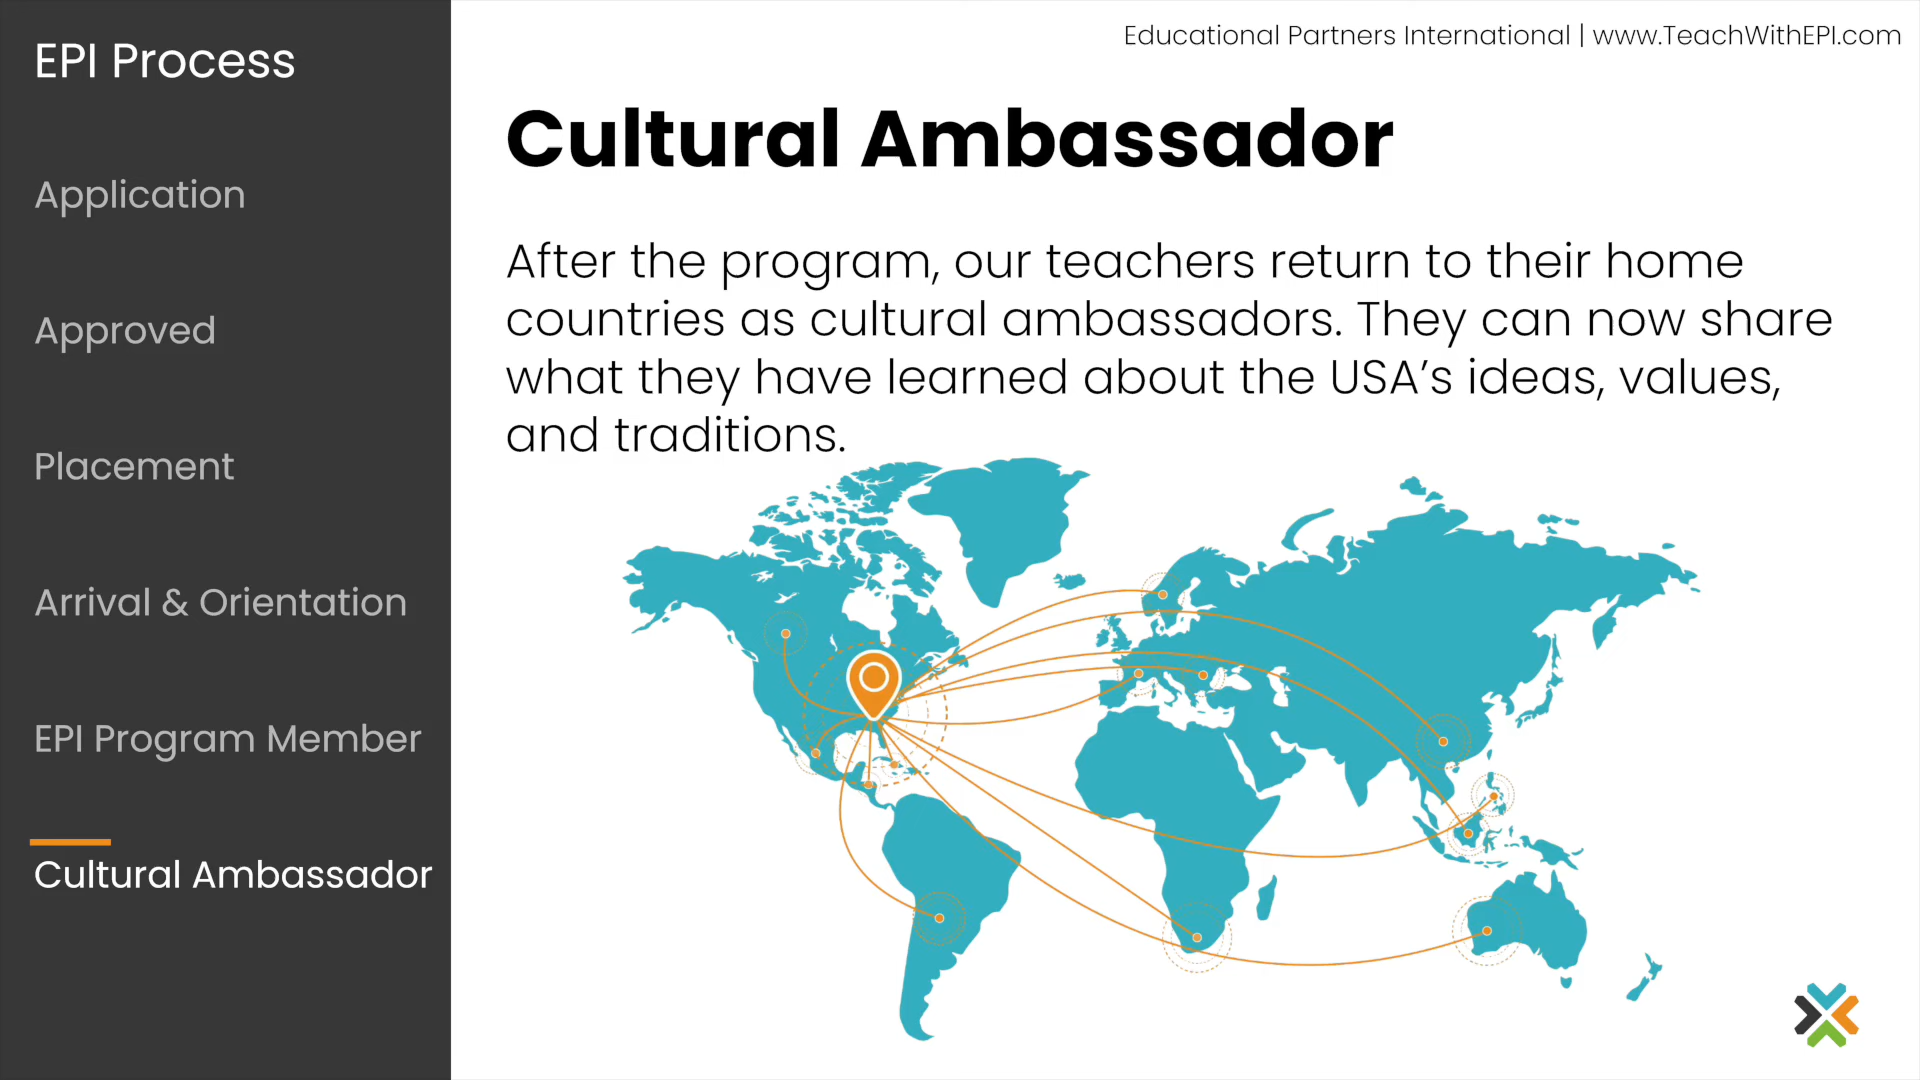 EPI Process
Application
Approved
Placement
Arrival & Orientation
EPI Program Member
Cultural Ambassador
Educational Partners International | www.TeachWithEPI.com
Cultural Ambassador
After the program, our teachers return to their home
countries as cultural ambassadors. They can now share
what they have learned about the USA’s ideas, values,
and traditions.